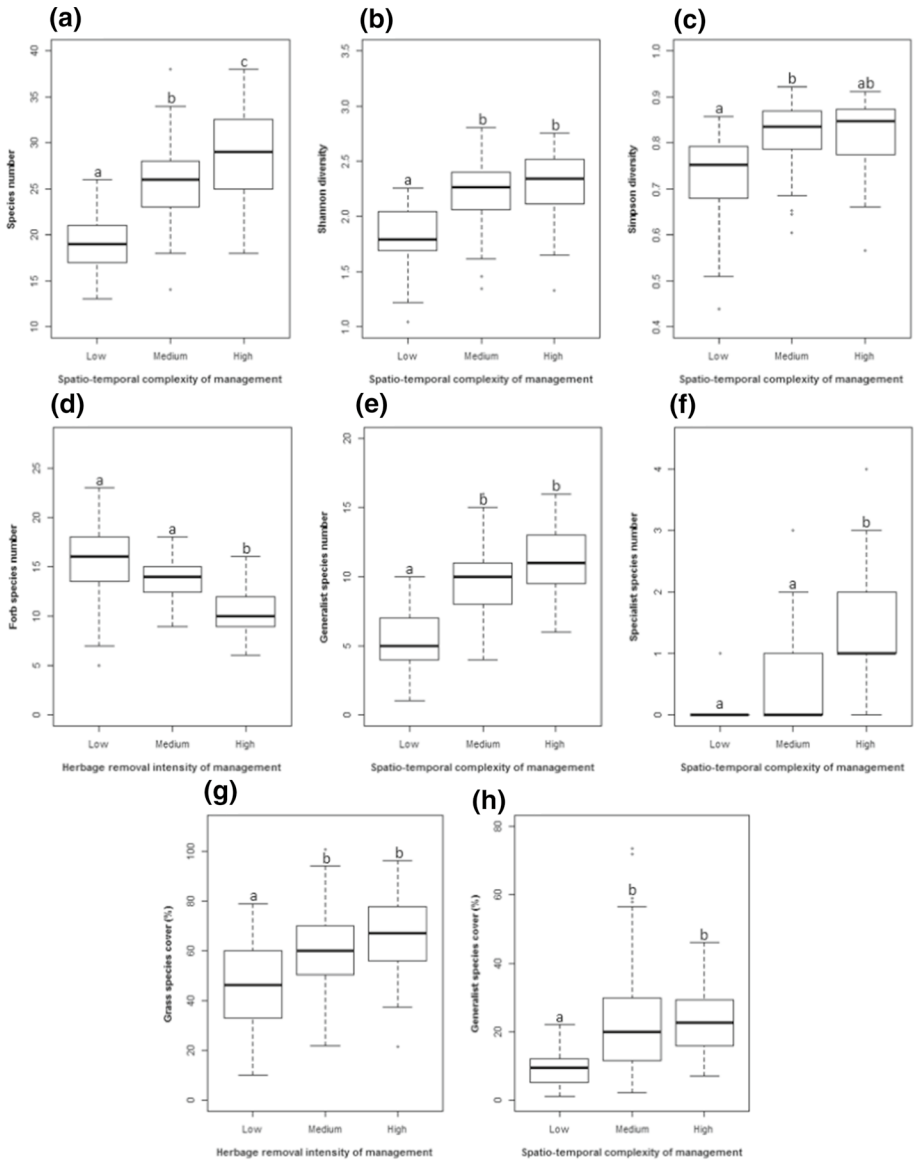 (a)
Species number
40
35
30
25
20
15
10
a
b
c
Low Medium High
Spatio-temporal complexity of management
(b)
Shannon diversity
3.5
3.0
2.5
2.0
1.5
1.0
a
b
b
Low Medium High
Spatio-temporal complexity of management
(c)
Simpson diversity
1.0
0.9
0.8
0.7
0.6
0.5
0.4
a
b
ab
Low Medium High
Spatio-temporal complexity of management
(d)
Forb species number
25
20
15
10
5
0
a
a
b
Low Medium High
Herbage removal intensity of management
(e)
Generalist species number
20
15
10
5
0
a
b
b
Low Medium High
Spatio-temporal complexity of management
(f)
Specialist species number
4
3
2
1
0
a
a
b
Low Medium High
Spatio-temporal complexity of management
(g)
Grass species cover (%)
100
80
60
40
20
0
a
b
b
Low Medium High
Herbage removal intensity of management
(h)
Generalist species cover (%)
80
60
40
20
0
a
b
b
Low Medium High
Spatio-temporal complexity of management